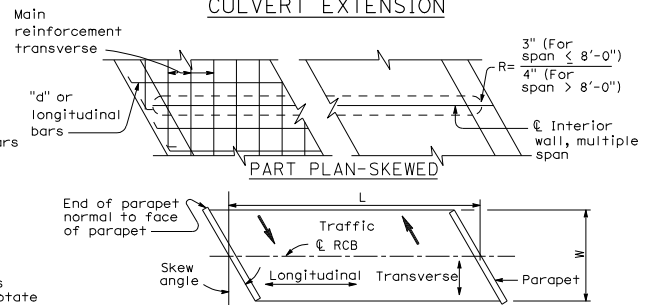 CULVERT EXTENSION
Main
reinforcement
transverse
"d" or
longitudinal
bars
ars
R=
3" (For
span ≤ 8'-0")
4" (For
span > 8'-0")
℄ Interior
wall, multiple
span
PART PLAN-SKEWED
End of parapet
normal to face
of parapet
L
Traffic
℄ RCB
W
Skew
angle
Longitudinal
Transverse
Parapet
s
otate